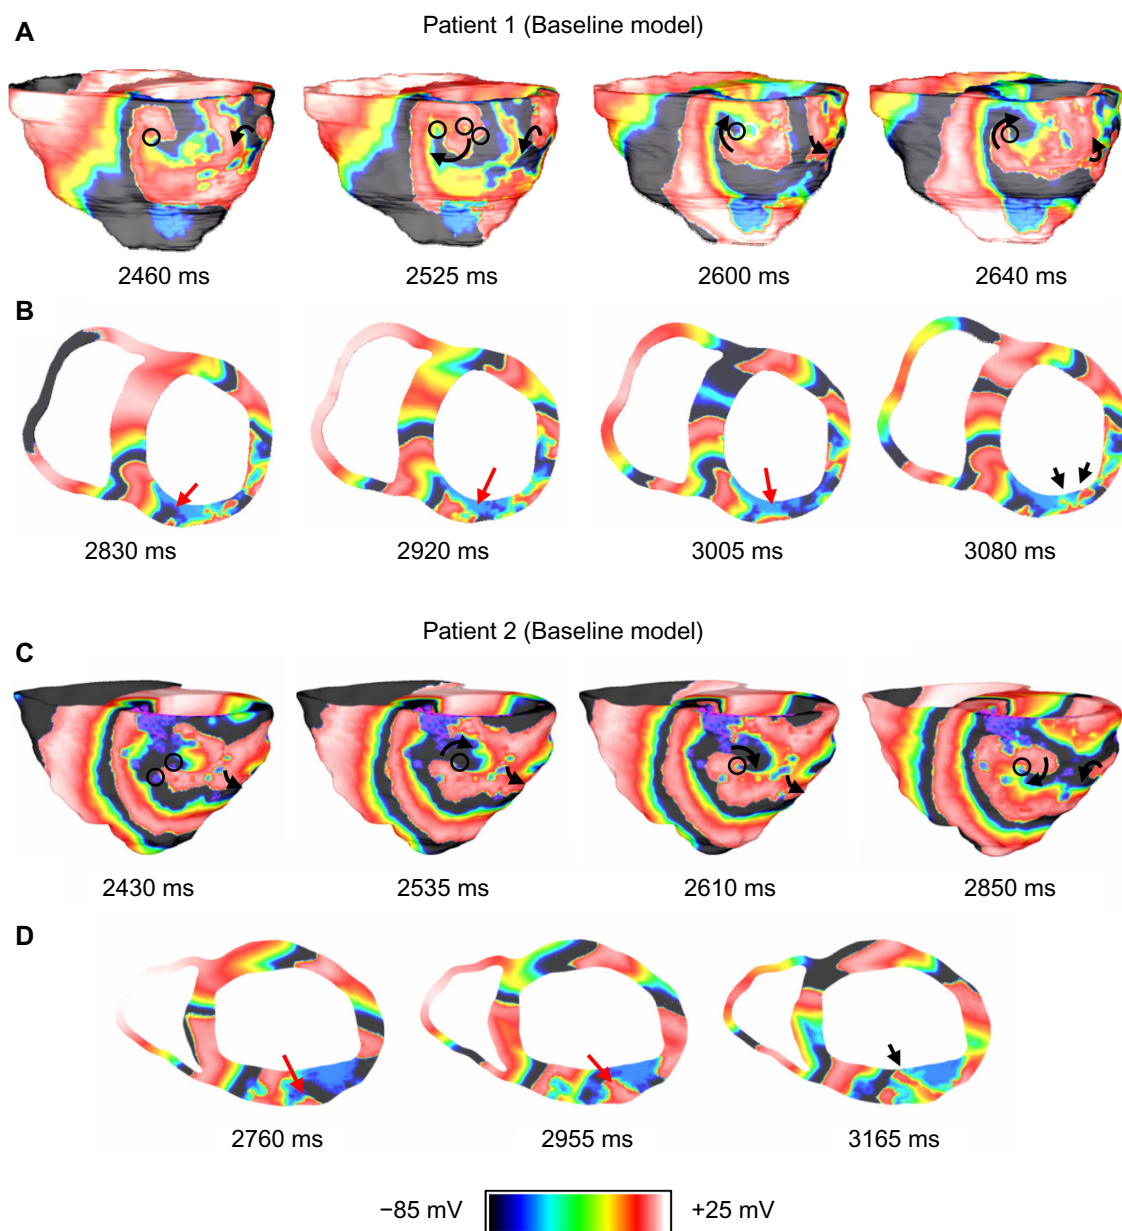 A
Patient 1 (Baseline model)
2460 ms
2525 ms
2600 ms
2640 ms
B
2830 ms
2920 ms
3005 ms
3080 ms
Patient 2 (Baseline model)
C
2430 ms
2535 ms
2610 ms
2850 ms
D
2760 ms
2955 ms
3165 ms
−85 mV
+25 mV